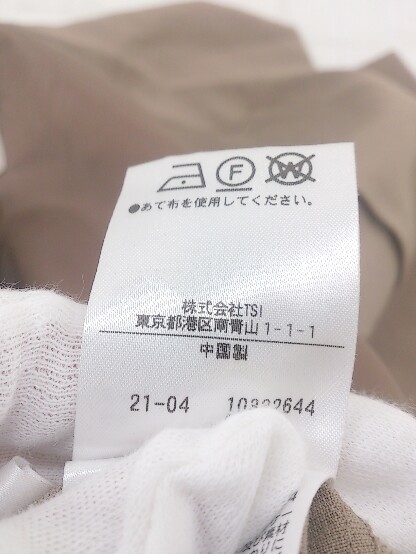 F W
●あて布を使用してください。
株式会社TSI
東京都港区南青山1-1-1
中国製
21-04 10322644